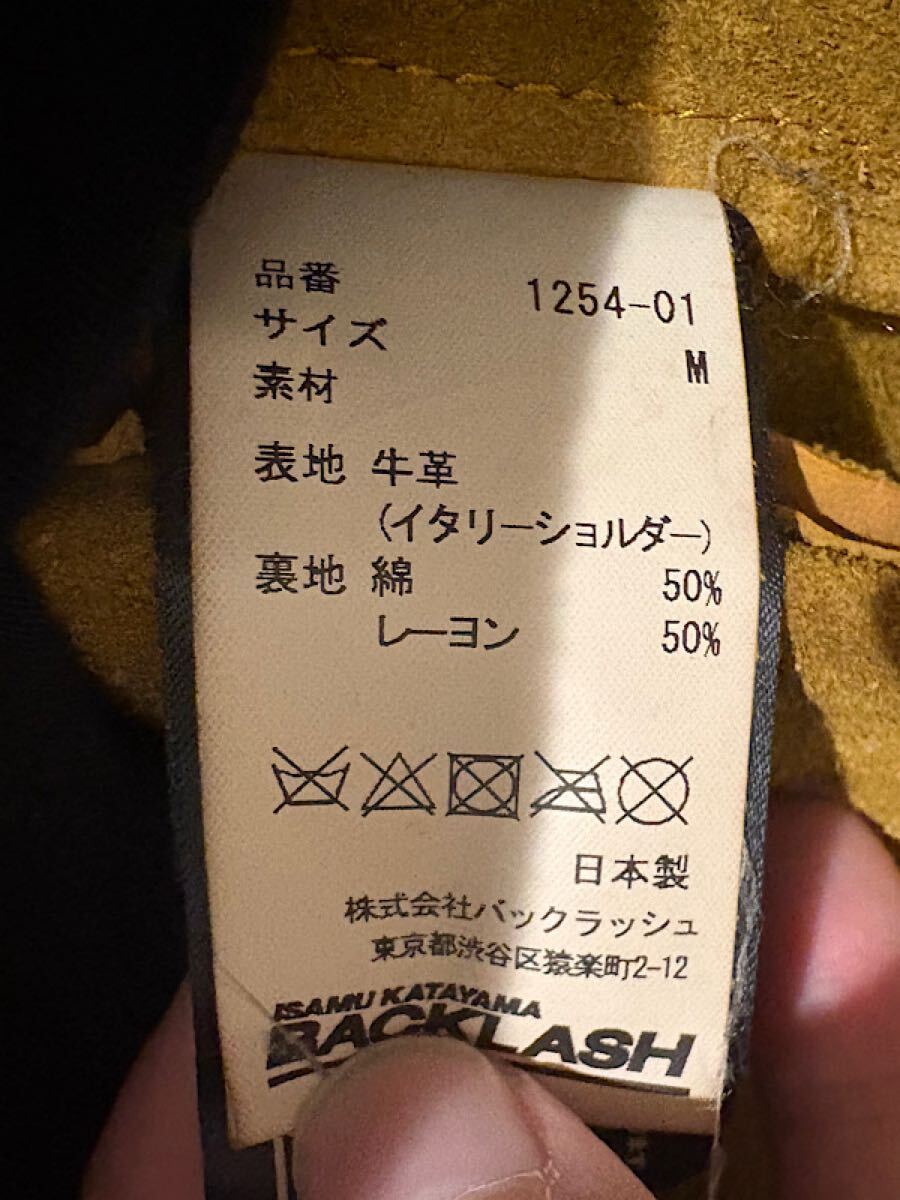 品番 1254-01
サイズ M
素材
表地 牛革
(イタリーショルダー)
裏地 綿 50%
レーヨン 50%
日本製
株式会社バックラッシュ
東京都渋谷区猿楽町2-12
ISAMU KATAYAMA
BACKLASH